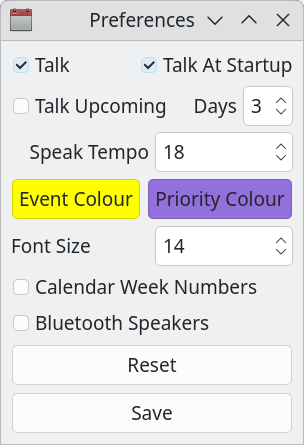 Preferences
Talk Talk At Startup
Talk Upcoming Days 3
Speak Tempo 18
Event Colour Priority Colour
Font Size 14
Calendar Week Numbers
Bluetooth Speakers
Reset
Save